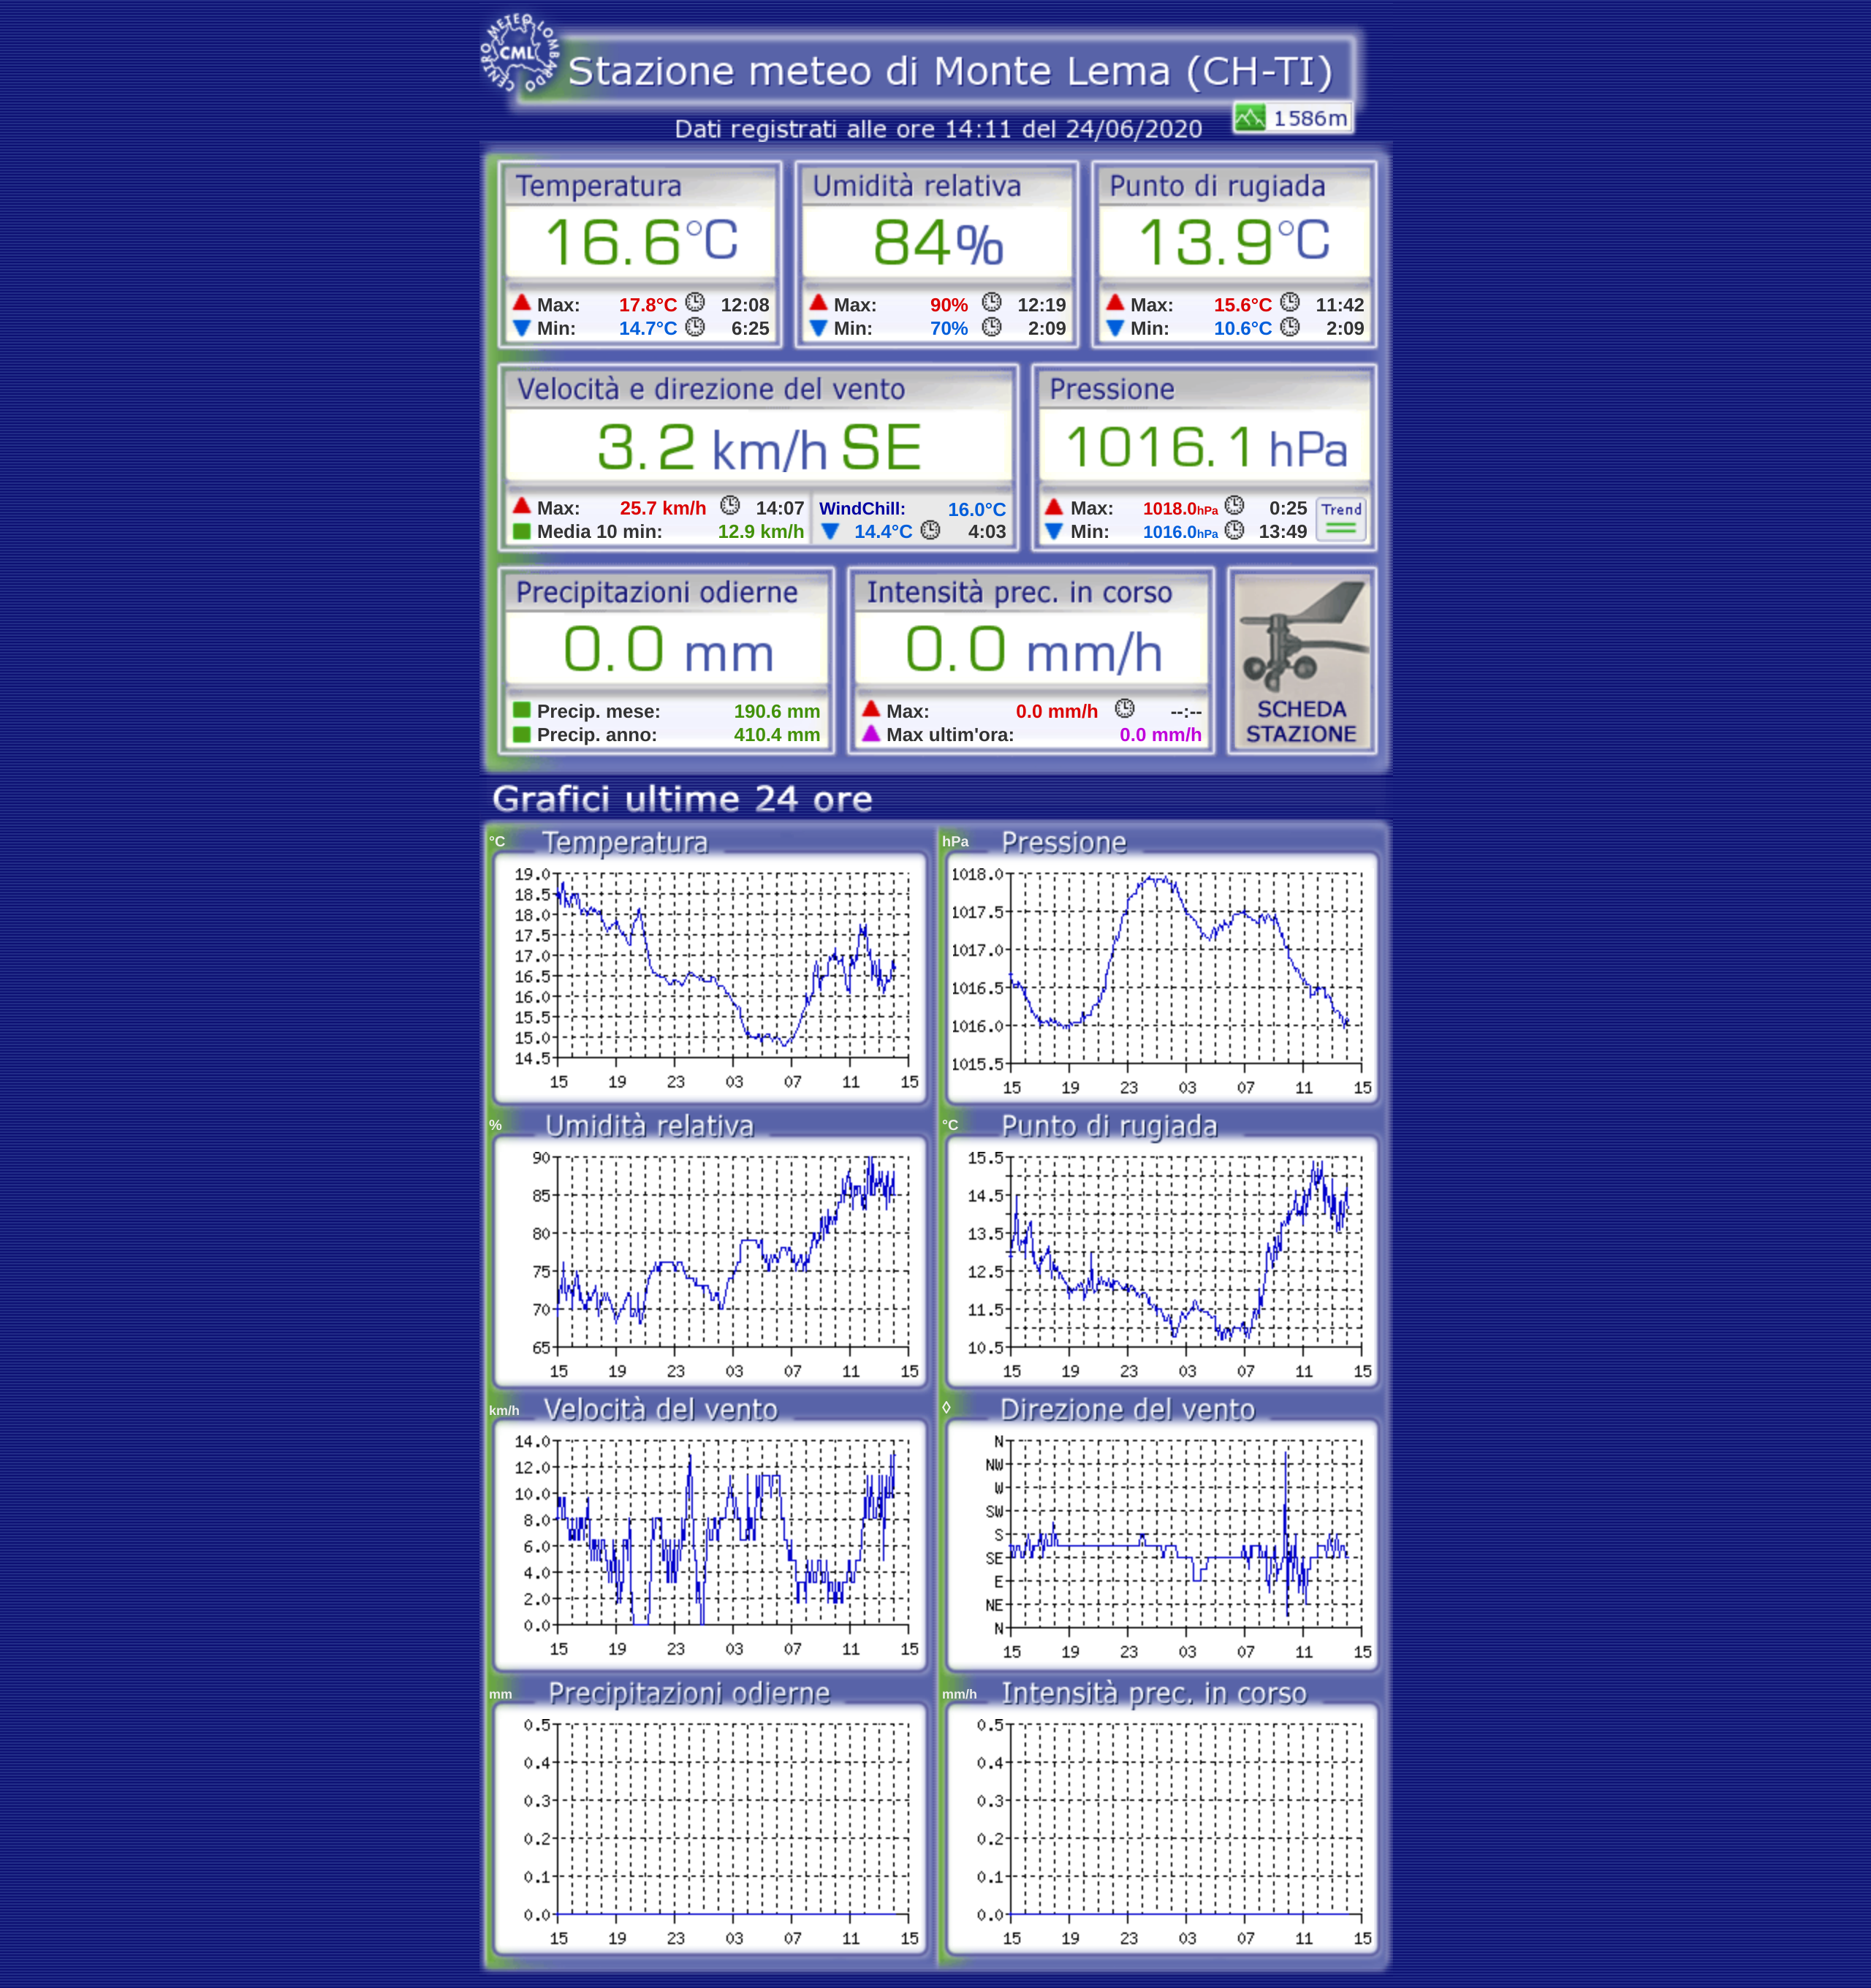 CENTRO METEO LOMBARDO
CML
Stazione meteo di Monte Lema (CH-TI)
1586m
Dati registrati alle ore 14:11 del 24/06/2020
Temperatura
16.6°C
Max: 17.8°C 12:08
Min: 14.7°C 6:25
Umidità relativa
84%
Max: 90% 12:19
Min: 70% 2:09
Punto di rugiada
13.9°C
Max: 15.6°C 11:42
Min: 10.6°C 2:09
Velocità e direzione del vento
3.2 km/h SE
Max: 25.7 km/h 14:07
Media 10 min: 12.9 km/h
WindChill: 16.0°C
14.4°C 4:03
Pressione
1016.1 hPa
Max: 1018.0hPa 0:25
Min: 1016.0hPa 13:49
Trend
Precipitazioni odierne
0.0 mm
Precip. mese: 190.6 mm
Precip. anno: 410.4 mm
Intensità prec. in corso
0.0 mm/h
Max: 0.0 mm/h --:--
Max ultim'ora: 0.0 mm/h
SCHEDA
STAZIONE
Grafici ultime 24 ore
°C Temperatura
19.0
18.5
18.0
17.5
17.0
16.5
16.0
15.5
15.0
14.5
15 19 23 03 07 11 15
hPa Pressione
1018.0
1017.5
1017.0
1016.5
1016.0
1015.5
15 19 23 03 07 11 15
% Umidità relativa
90
85
80
75
70
65
15 19 23 03 07 11 15
°C Punto di rugiada
15.5
14.5
13.5
12.5
11.5
10.5
15 19 23 03 07 11 15
km/h Velocità del vento
14.0
12.0
10.0
8.0
6.0
4.0
2.0
0.0
15 19 23 03 07 11 15
◊ Direzione del vento
N
NW
W
SW
S
SE
E
NE
N
15 19 23 03 07 11 15
mm Precipitazioni odierne
0.5
0.4
0.3
0.2
0.1
0.0
15 19 23 03 07 11 15
mm/h Intensità prec. in corso
0.5
0.4
0.3
0.2
0.1
0.0
15 19 23 03 07 11 15